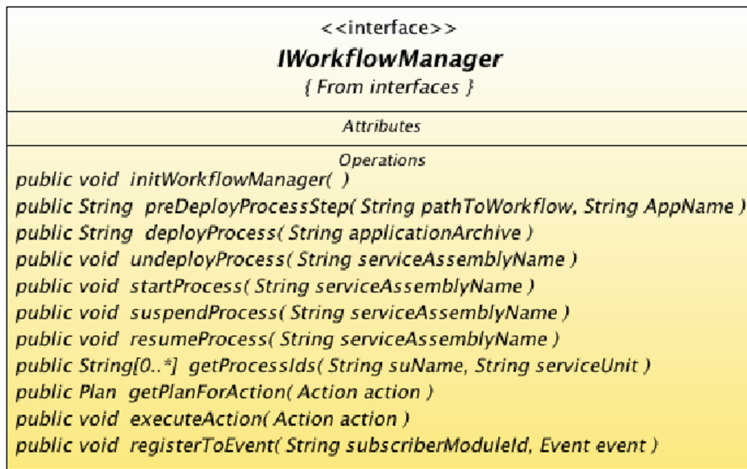 <<interface>>
IWorkflowManager
{ From interfaces }
Attributes
Operations
public void initWorkflowManager( )
public String preDeployProcessStep( String pathToWorkflow, String AppName )
public String deployProcess( String applicationArchive )
public void undeployProcess( String serviceAssemblyName )
public void startProcess( String serviceAssemblyName )
public void suspendProcess( String serviceAssemblyName )
public void resumeProcess( String serviceAssemblyName )
public String[0..*] getProcessIds( String suName, String serviceUnit )
public Plan getPlanForAction( Action action )
public void executeAction( Action action )
public void registerToEvent( String subscriberModuleId, Event event )